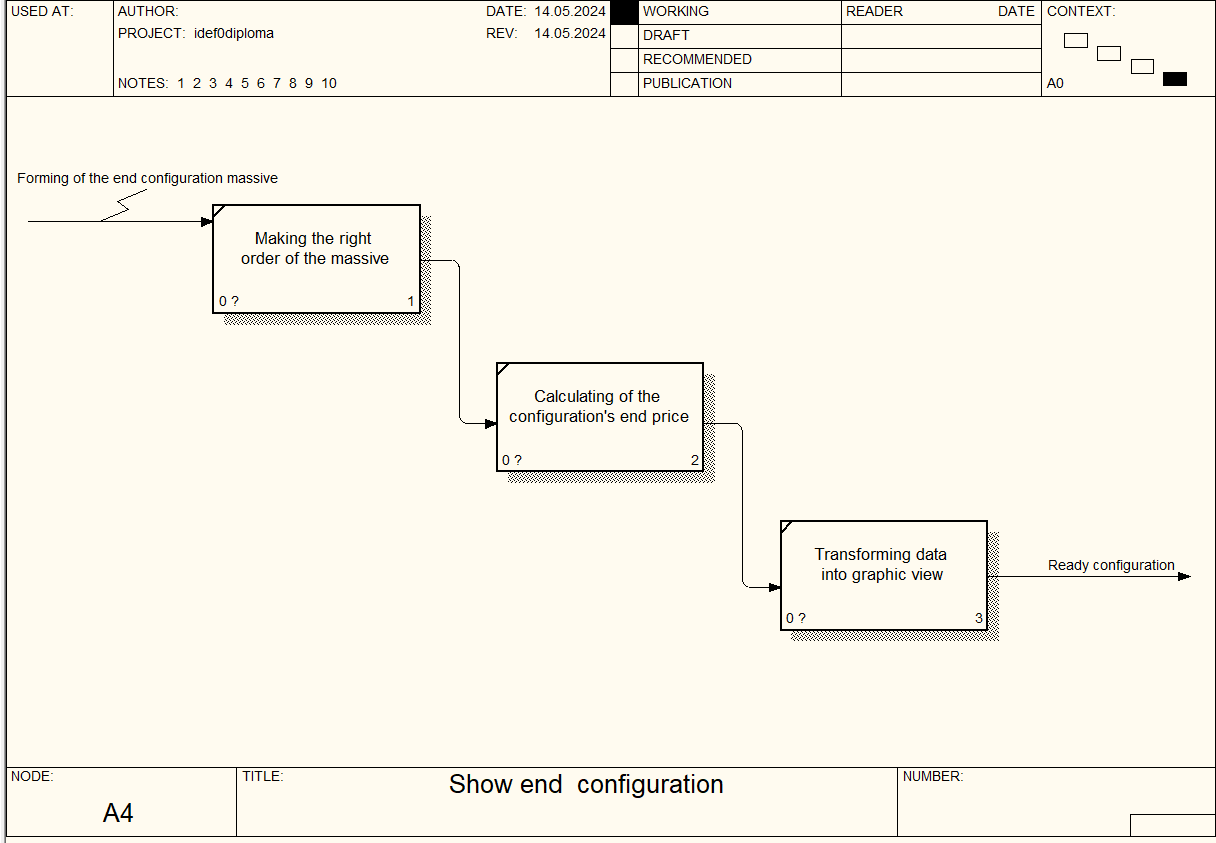 USED AT:
AUTHOR:
DATE: 14.05.2024
PROJECT: idef0diploma
REV: 14.05.2024
NOTES: 1 2 3 4 5 6 7 8 9 10
WORKING
DRAFT
RECOMMENDED
PUBLICATION
READER
DATE
CONTEXT:
A0
Forming of the end configuration massive
Making the right
order of the massive
0 ?
1
Calculating of the
configuration's end price
0 ?
2
Transforming data
into graphic view
0 ?
3
Ready configuration
NODE:
A4
TITLE:
Show end  configuration
NUMBER: